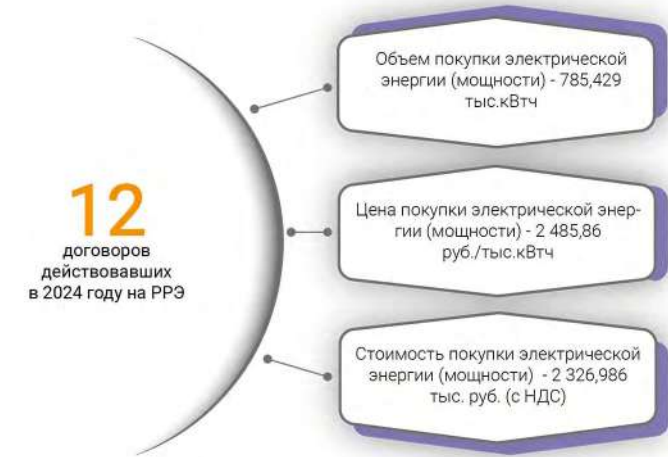 12
договоров
действовавших
в 2024 году на РРЭ
Объем покупки электрической
энергии (мощности) - 785,429
тыс.кВтч
Цена покупки электрической энер-
гии (мощности) - 2 485,86
руб./тыс.кВтч
Стоимость покупки электрической
энергии (мощности) - 2 326,986
тыс. руб. (с НДС)